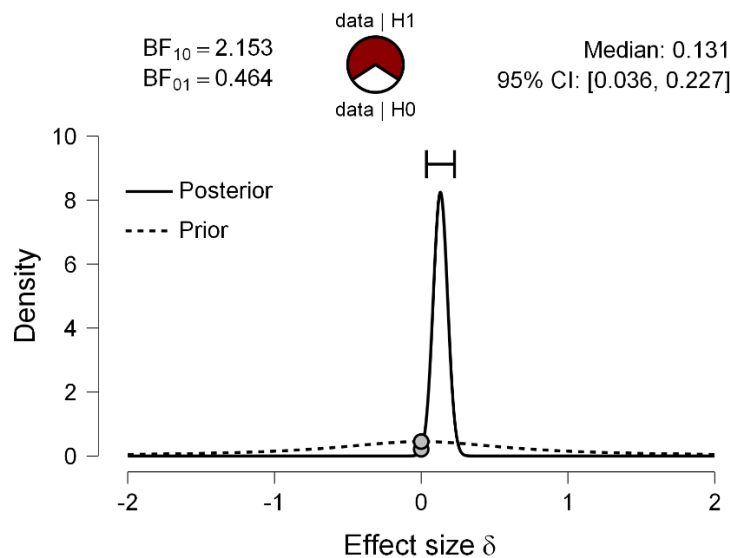 data | H1
BF₁₀ = 2.153
BF₀₁ = 0.464
Median: 0.131
95% CI: [0.036, 0.227]
data | H0
10
8
6
4
2
0
Density
Posterior
Prior
-2
-1
0
1
2
Effect size δ